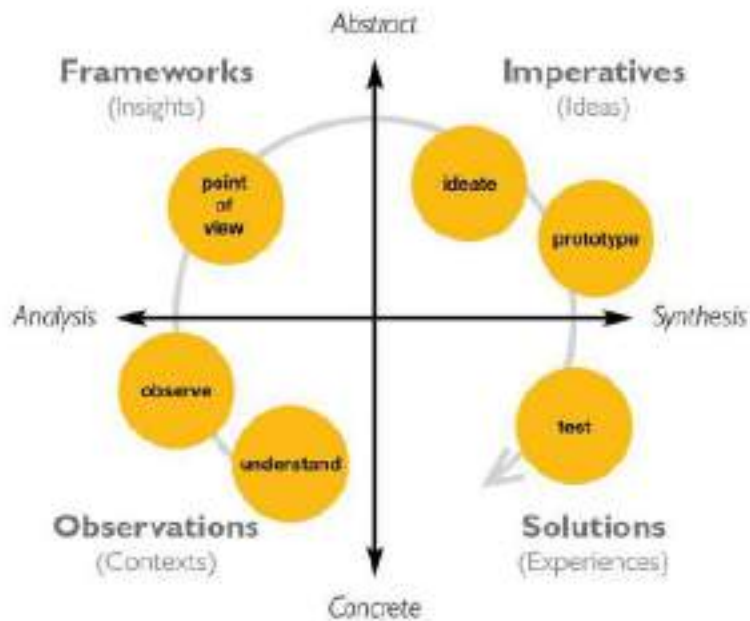 Abstract
Frameworks
(Insights)
Imperatives
(Ideas)
point
of
view
ideate
prototype
Analysis
Synthesis
observe
understand
test
Observations
(Contexts)
Solutions
(Experiences)
Concrete